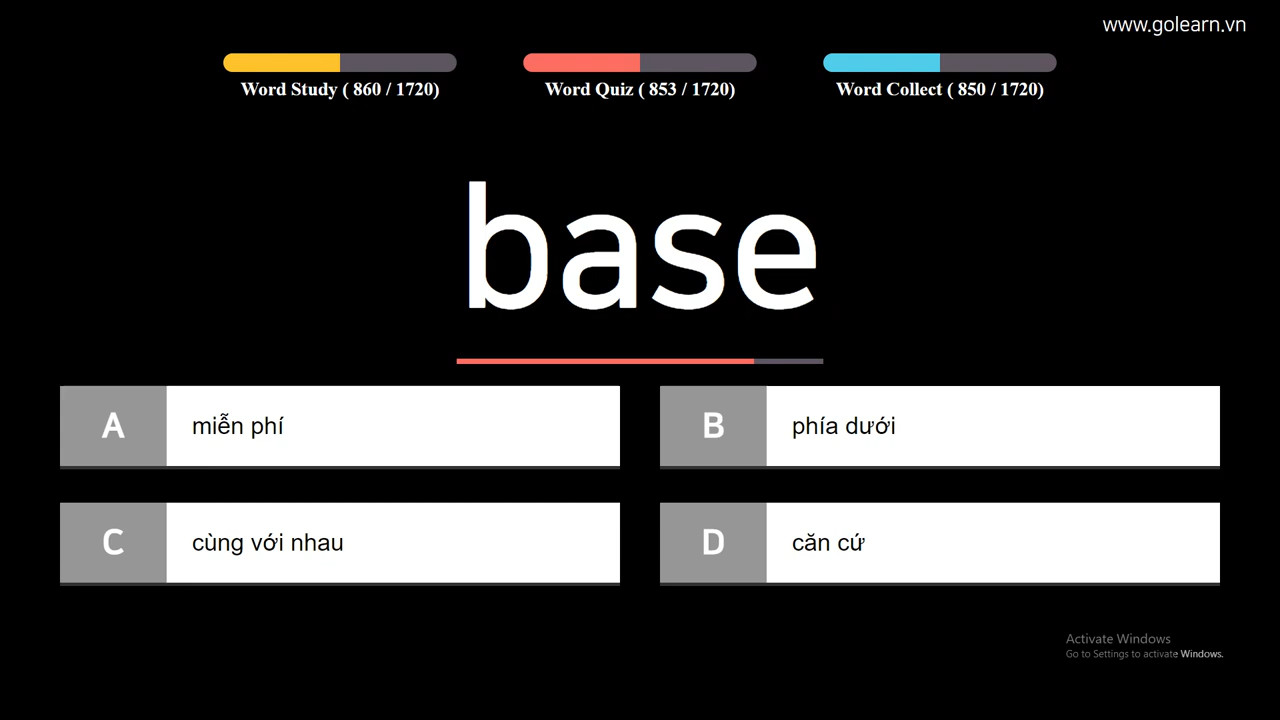 www.golearn.vn
Word Study ( 860 / 1720)
Word Quiz ( 853 / 1720)
Word Collect ( 850 / 1720)
base
A miễn phí
B phía dưới
C cùng với nhau
D căn cứ
Activate Windows
Go to Settings to activate Windows.